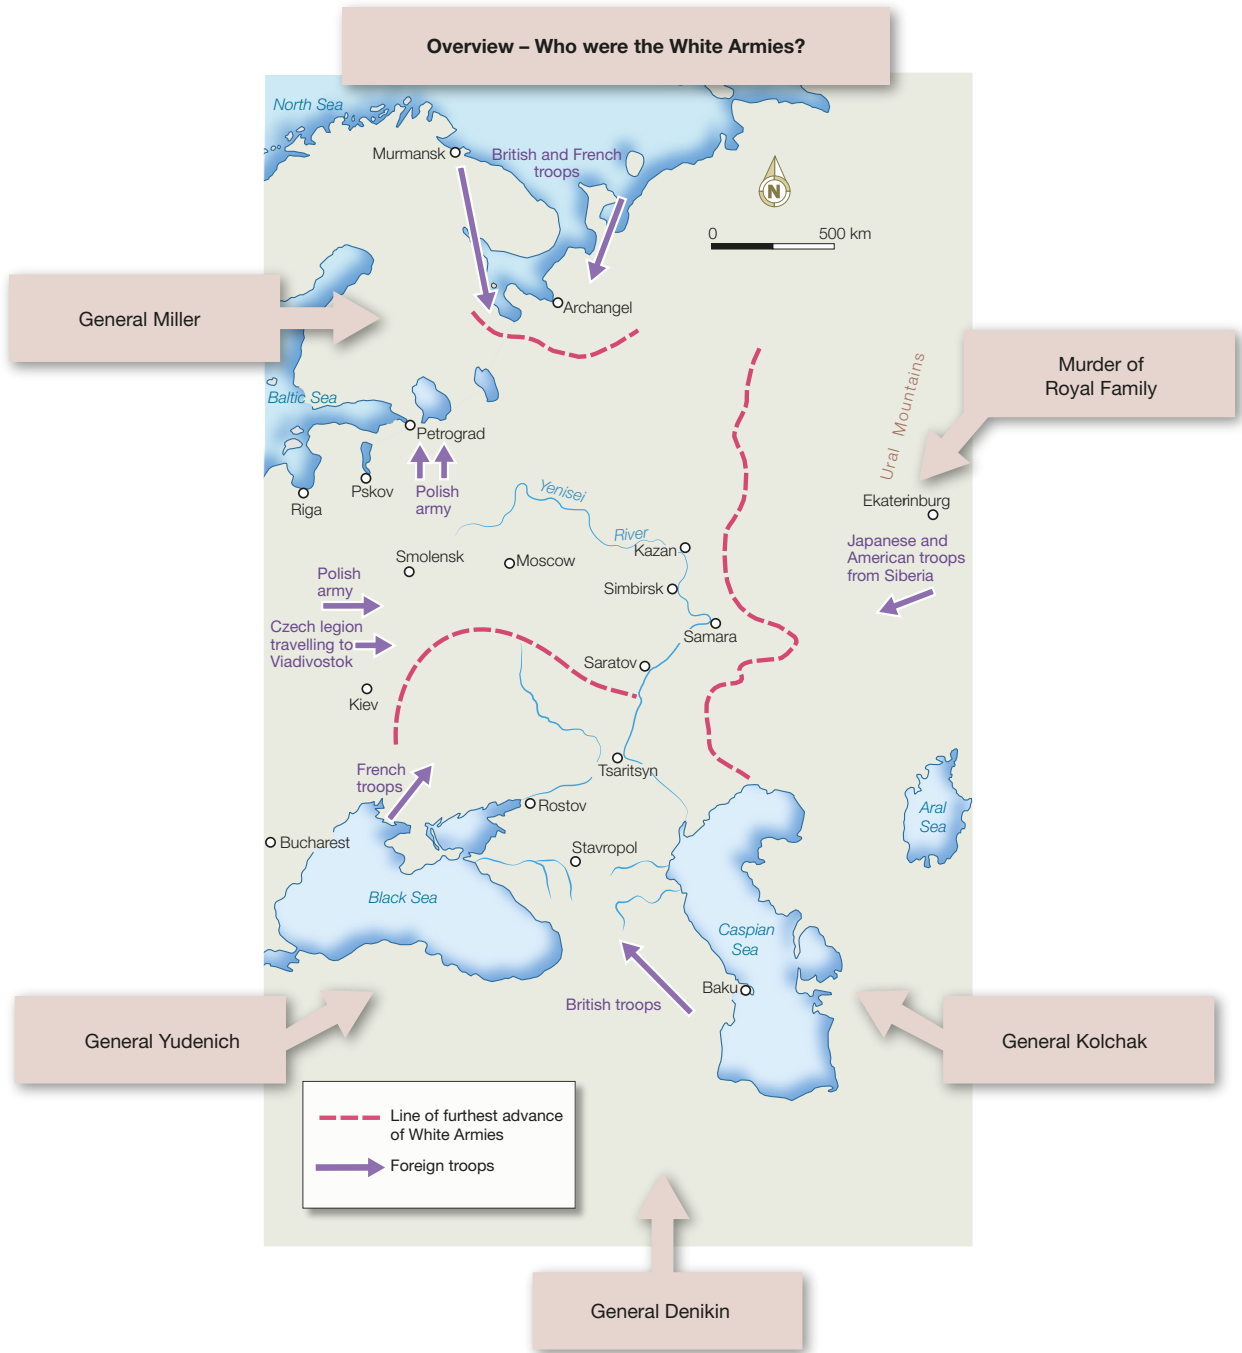 Overview – Who were the White Armies?
North Sea
Murmansk
British and French
troops
N
0
500 km
General Miller
Archangel
Murmder of
Royal Family
Ural Mountains
Baltic Sea
Petrograd
Polish
army
Pskov
Riga
Yenisei
River
Ekaterinburg
Japanese and
American troops
from Siberia
Kazan
Moscow
Smolensk
Simbirsk
Polish
army
Czech legion
travelling to
Viadivostok
Samara
Saratov
Kiev
French
troops
Tsaritsyn
Rostov
Aral
Sea
Bucharest
Stavropol
Black Sea
Caspian
Sea
Baku
British troops
General Yudenich
General Kolchak
Line of furthest advance
of White Armies
Foreign troops
General Denikin